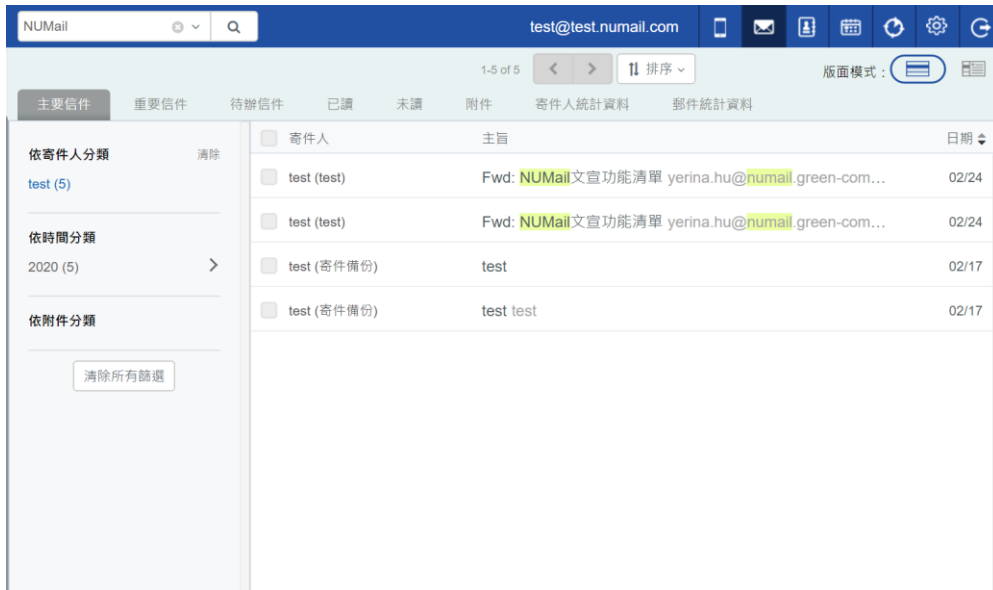 NUMail
test@test.numail.com
1-5 of 5 排序 版面模式：
主要信件 重要信件 待辦信件 已讀 未讀 附件 寄件人統計資料 郵件統計資料
依寄件人分類 清除
test (5)
依時間分類
2020 (5)
依附件分類
清除所有篩選
寄件人 主旨 日期
test (test) Fwd: NUMail文宣功能清單 yerina.hu@numail.green-com… 02/24
test (test) Fwd: NUMail文宣功能清單 yerina.hu@numail.green-com… 02/24
test (寄件備份) test 02/17
test (寄件備份) test test 02/17